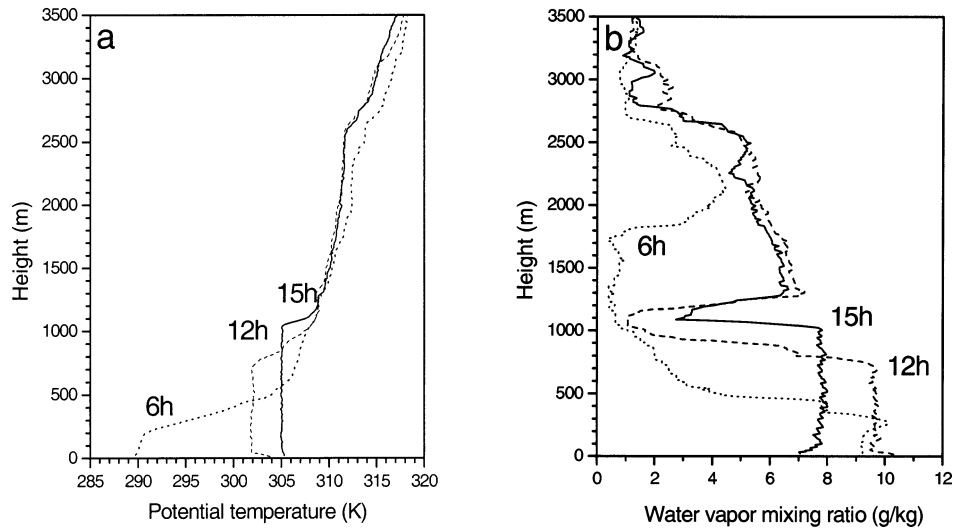 a
3500
3000
2500
2000
1500
1000
500
0
Height (m)
15h
12h
6h
285 290 295 300 305 310 315 320
Potential temperature (K)
b
3500
3000
2500
2000
1500
1000
500
0
Height (m)
6h
15h
12h
0 2 4 6 8 10 12
Water vapor mixing ratio (g/kg)